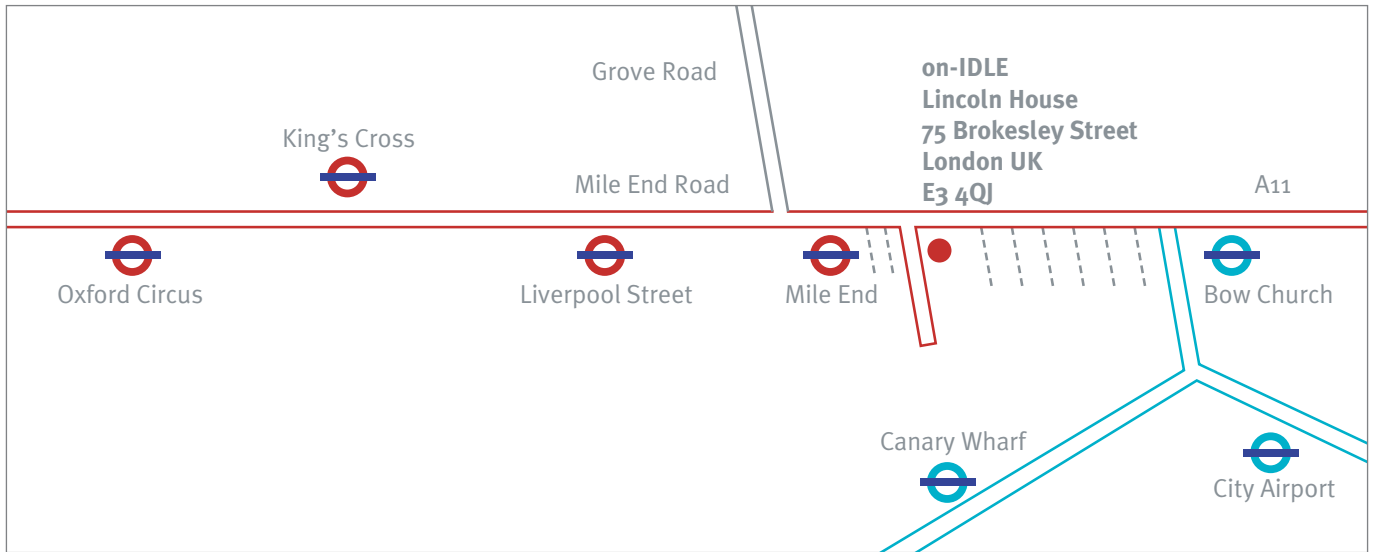 Grove Road
on-IDLE
Lincoln House
75 Brokesley Street
London UK
E3 4QJ
King's Cross
Mile End Road
A11
Oxford Circus
Liverpool Street
Mile End
Bow Church
Canary Wharf
City Airport